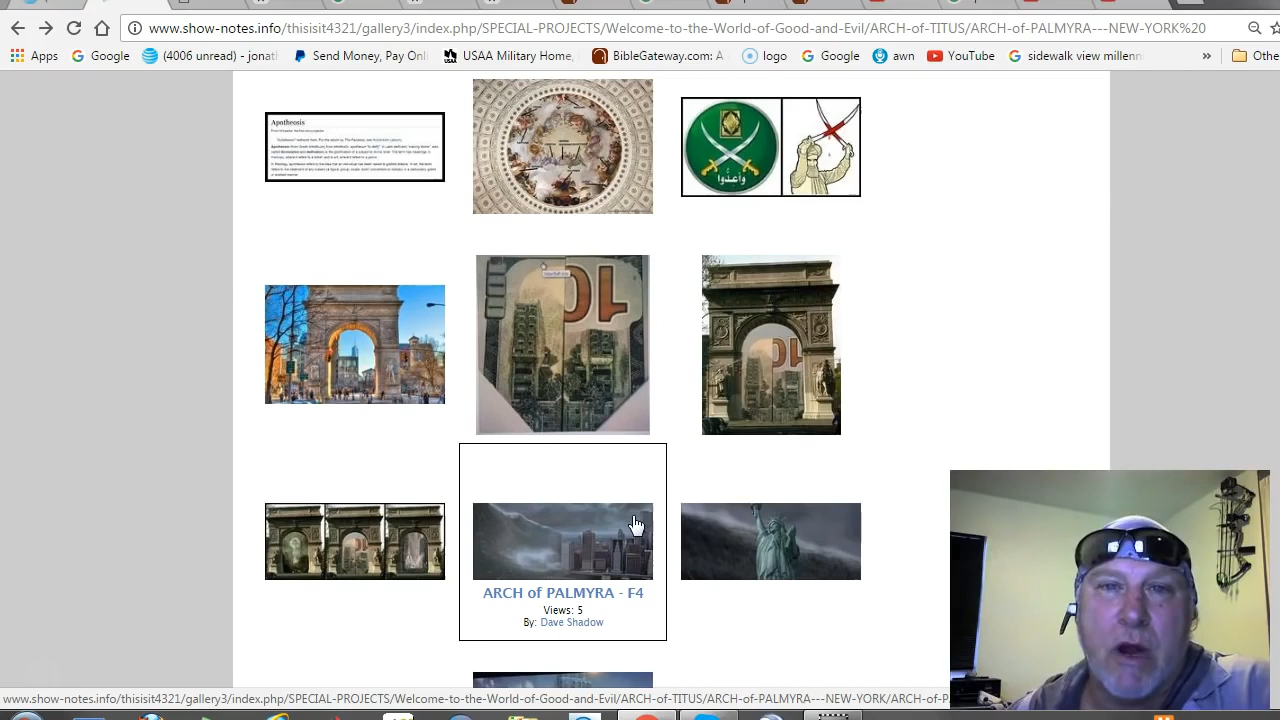 www.show-notes.info/thisisit4321/gallery3/index.php/SPECIAL-PROJECTS/Welcome-to-the-World-of-Good-and-Evil/ARCH-of-TITUS/ARCH-of-PALMYRA---NEW-YORK%20
Apps Google (4006 unread) - jonat Send Money, Pay Onli USAA Military Home, BibleGateway.com: A logo Google awn YouTube sidewalk view millenn » Othe
Apotheosis
وأعدوا
10
10
ARCH of PALMYRA - F4
Views: 5
By: Dave Shadow
www.show-notes.info/thisisit4321/gallery3/index.php/SPECIAL-PROJECTS/Welcome-to-the-World-of-Good-and-Evil/ARCH-of-TITUS/ARCH-of-PALMYRA---NEW-YORK/ARCH-of-P